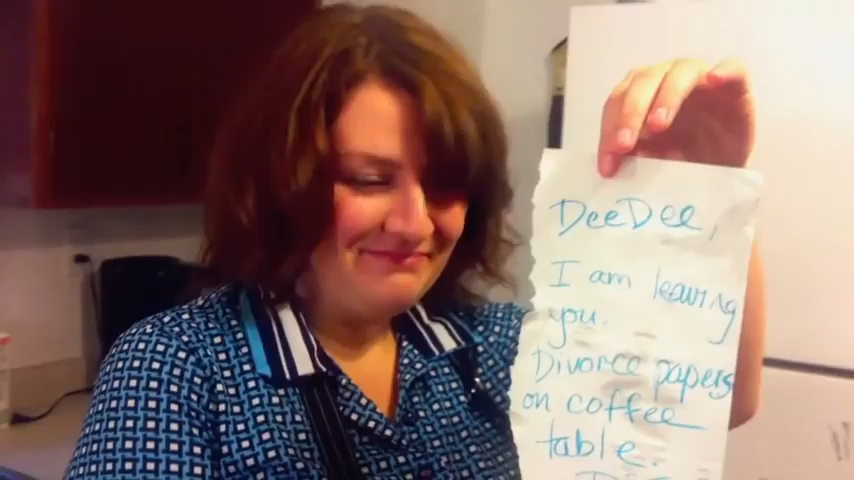 DeeDee,
I am leaving
you.
Divorce papers
on coffee
table.